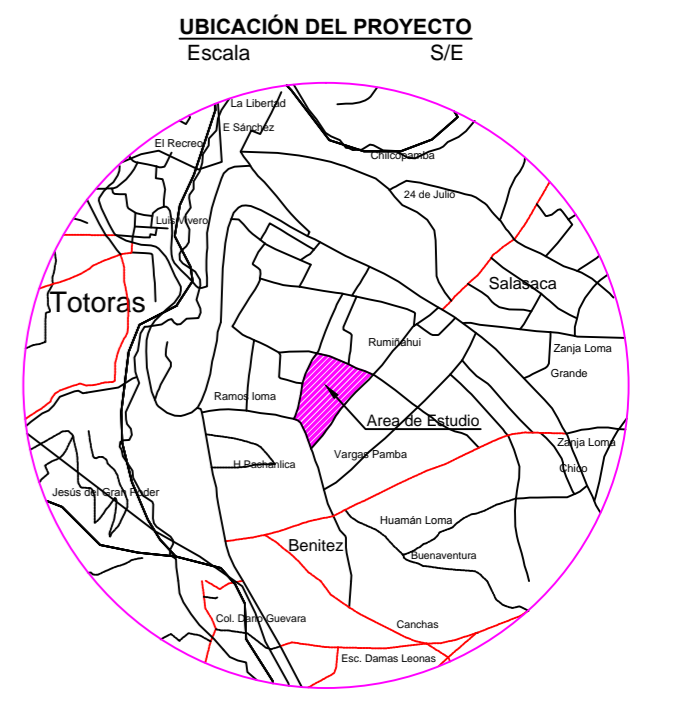 UBICACIÓN DEL PROYECTO
Escala S/E
La Libertad
E Sánchez
El Recreo
Chilcopamba
24 de Julio
Luis Vivero
Salasaca
Totoras
Rumiñahui
Zanja Loma
Grande
Ramos loma
Area de Estudio
Zanja Loma
Chico
Vargas Pamba
H.Pachanlica
Jesús del Gran Poder
Huamán Loma
Benitez
Buenaventura
Col. Darío Guevara
Canchas
Esc. Damas Leonas